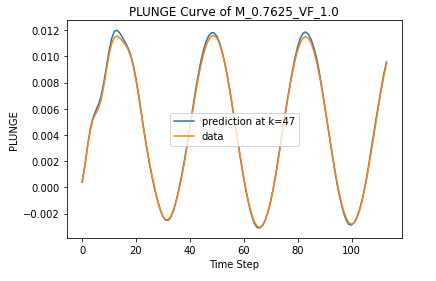 PLUNGE Curve of M_0.7625_VF_1.0
0.012
0.010
0.008
0.006
0.004
0.002
0.000
−0.002
PLUNGE
prediction at k=47
data
0 20 40 60 80 100
Time Step